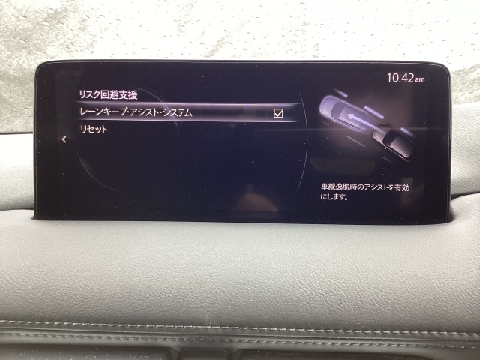 10:42am
リスク回避支援
レーンキープ・アシスト・システム
リセット
車線逸脱時のアシストを有効
にします。